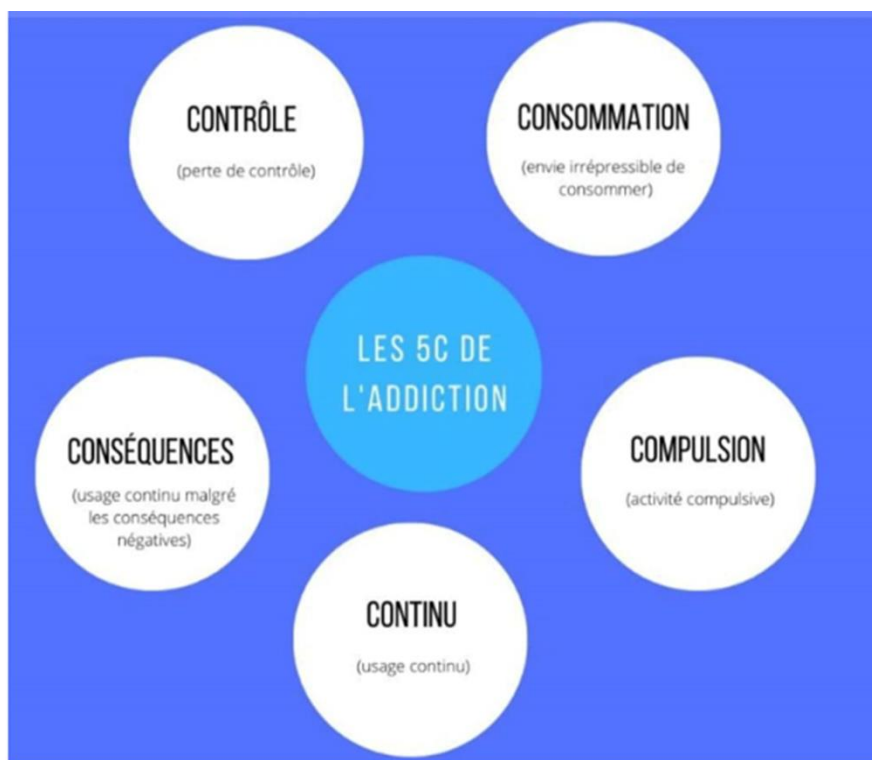 CONTRÔLE
(perte de contrôle)
CONSOMMATION
(envie irrépressible de
consommer)
LES 5C DE
L'ADDICTION
CONSÉQUENCES
(usage continu malgré
les conséquences
négatives)
COMPULSION
(activité compulsive)
CONTINU
(usage continu)